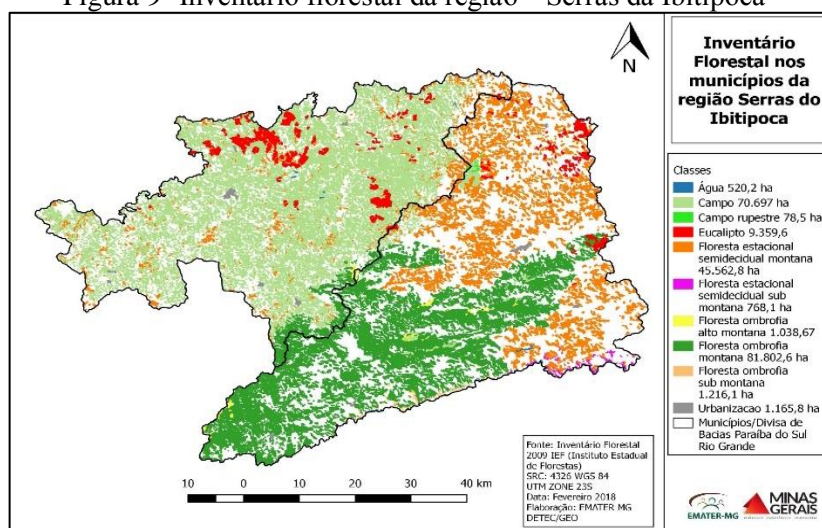 Figura 9- Inventário florestal da região – Serras da Ibitipoca
N
Inventário
Florestal nos
municípios da
região Serras do
Ibitipoca
Classes
Água 520,2 ha
Campo 70.697 ha
Campo rupestre 78,5 ha
Eucalipto 9.359,6
Floresta estacional
semidecidual montana
45.562,8 ha
Floresta estacional
semidecidual sub
montana 768,1 ha
Floresta ombrofia
alto montana 1.038,67
Floresta ombrofia
montana 81.802,6 ha
Floresta ombrofia
sub montana
1.216,1 ha
Urbanizacao 1.165,8 ha
Municípios/Divisa de
Bacias Paraíba do Sul
Rio Grande
Fonte: Inventário Florestal
2009 IEF (Instituto Estadual
de Florestas)
SRC: 4326 WGS 84
UTM ZONE 23S
Data: Fevereiro 2018
Elaboração: EMATER MG
DETEC/GEO
10 0 10 20 30 40 km
EMATER-MG
MINAS
GERAIS